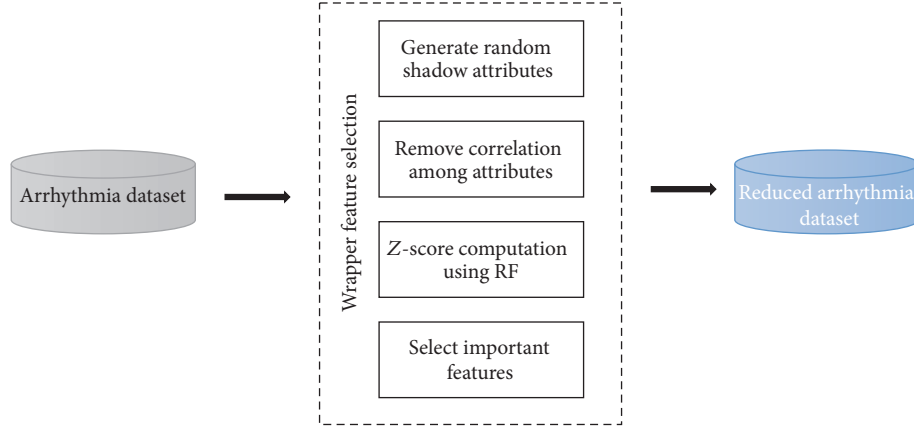 Arrhythmia dataset
Wrapper feature selection
Generate random
shadow attributes
Remove correlation
among attributes
Z-score computation
using RF
Select important
features
Reduced arrhythmia
dataset